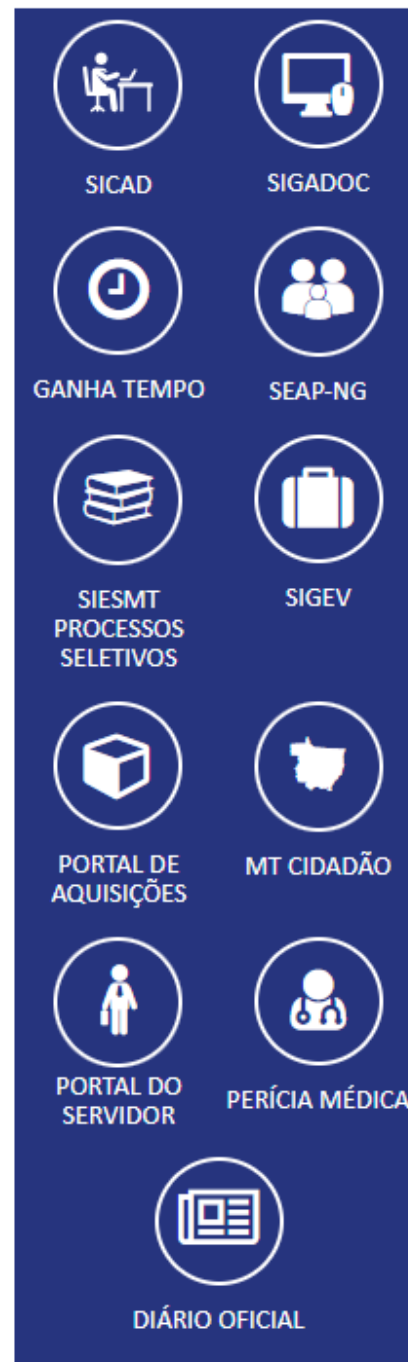 SICAD
SIGADOC
GANHA TEMPO
SEAP-NG
SIESMT
PROCESSOS
SELETIVOS
SIGEV
PORTAL DE
AQUISIÇÕES
MT CIDADÃO
PORTAL DO
SERVIDOR
PERÍCIA MÉDICA
DIÁRIO OFICIAL